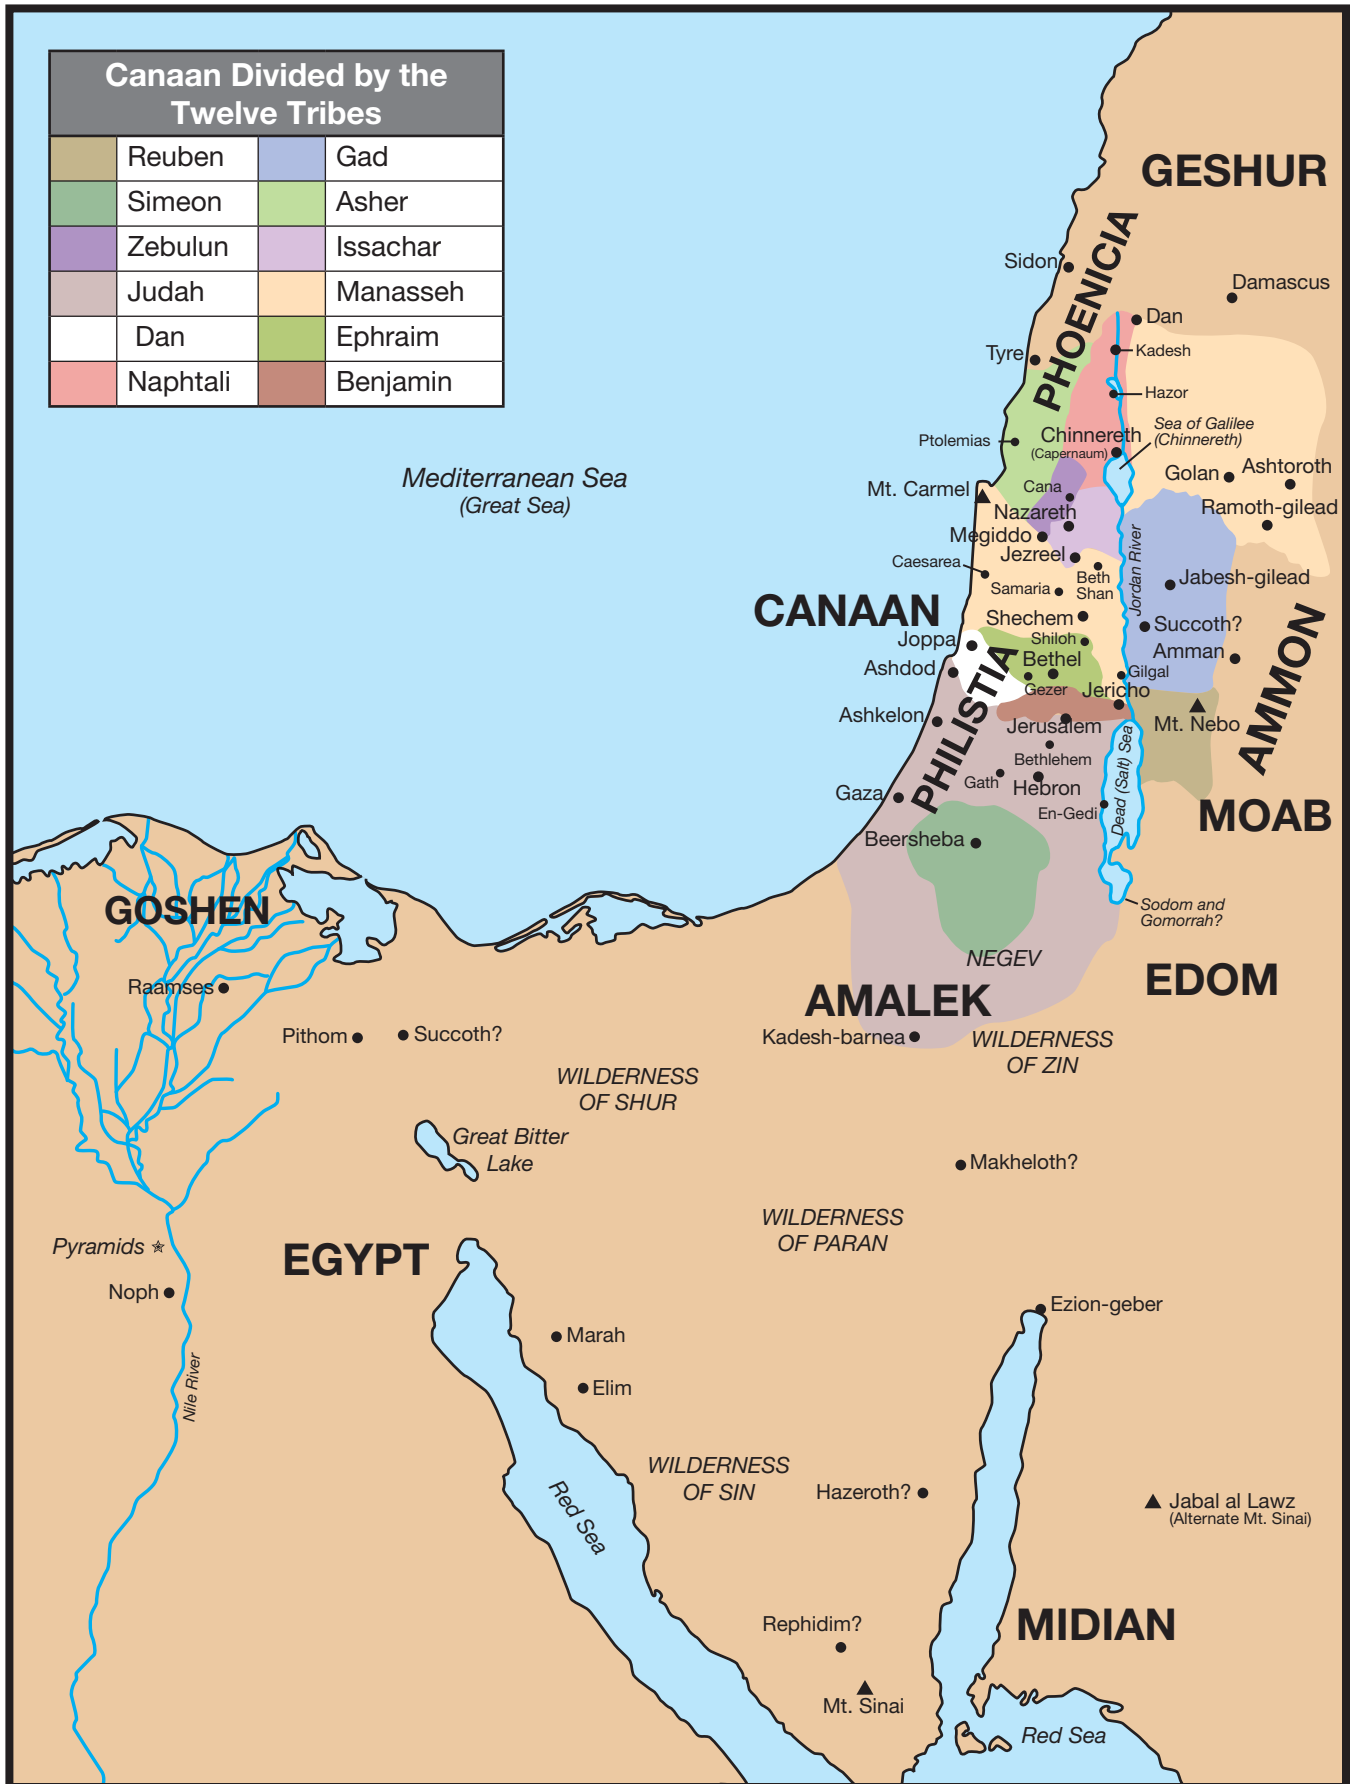 Canaan Divided by the
Twelve Tribes
Reuben
Gad
Simeon
Asher
Zebulun
Issachar
Judah
Manasseh
Dan
Ephraim
Naphtali
Benjamin
GESHUR
PHOENICIA
Sidon
Damascus
Dan
Tyre
Kadesh
Hazor
Sea of Galilee
(Chinnereth)
Ptolemias
Chinnereth
(Capernaum)
Golan
Ashtoroth
Mediterranean Sea
(Great Sea)
Mt. Carmel
Cana
Ramoth-gilead
Nazareth
Megiddo
Jezreel
Jordan River
Caesarea
Beth
Shan
Jabesh-gilead
Samaria
CANAAN
Shechem
Succoth?
Joppa
Shiloh
Amman
AMMON
Ashdod
Bethel
Gilgal
Gezer
Jericho
PHILISTIA
Ashkelon
Jerusalem
Mt. Nebo
Bethlehem
Dead (Salt) Sea
Gath
Hebron
Gaza
En-Gedi
MOAB
Beersheba
GOSHEN
Sodom and
Gomorrah?
NEGEV
EDOM
Raamses
AMALEK
Pithom
Succoth?
Kadesh-barnea
WILDERNESS
OF ZIN
WILDERNESS
OF SHUR
Great Bitter
Lake
Makheloth?
WILDERNESS
OF PARAN
Pyramids
EGYPT
Noph
Ezion-geber
Marah
Nile River
Elim
WILDERNESS
OF SIN
Hazeroth?
Red Sea
Jabal al Lawz
(Alternate Mt. Sinai)
Rephidim?
MIDIAN
Mt. Sinai
Red Sea